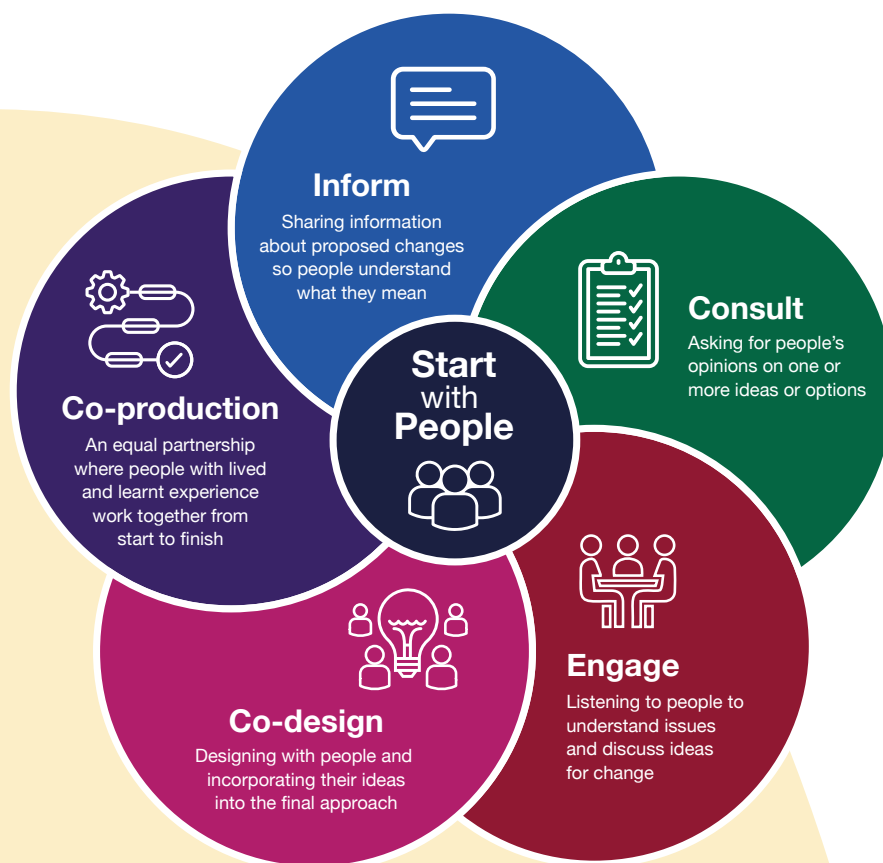 Inform
Sharing information
about proposed changes
so people understand
what they mean
Consult
Asking for people's
opinions on one or
more ideas or options
Engage
Listening to people to
understand issues
and discuss ideas
for change
Co-design
Designing with people and
incorporating their ideas
into the final approach
Co-production
An equal partnership
where people with lived
and learnt experience
work together from
start to finish
Start
with
People